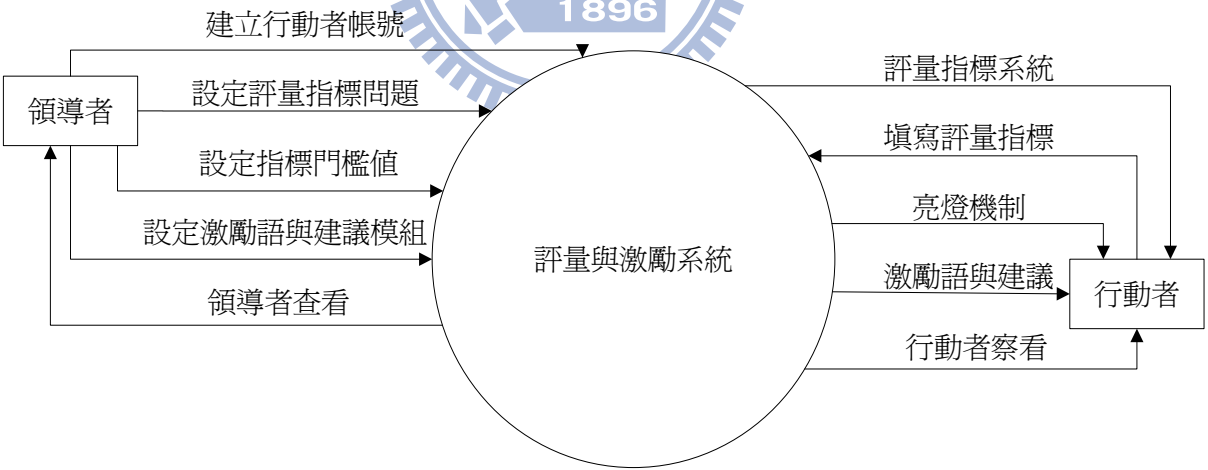 1896
建立行動者帳號
領導者
設定評量指標問題
設定指標門檻值
設定激勵語與建議模組
領導者查看
評量與激勵系統
評量指標系統
填寫評量指標
亮燈機制
激勵語與建議
行動者
行動者察看